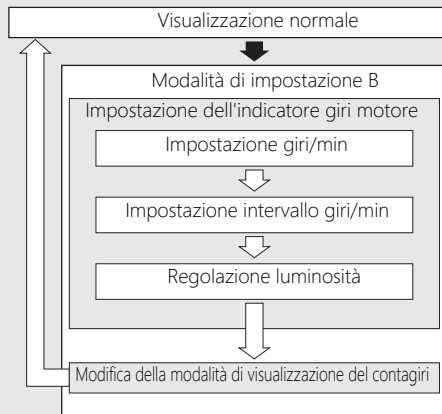 Visualizzazione normale
Modalità di impostazione B
Impostazione dell'indicatore giri motore
Impostazione giri/min
Impostazione intervallo giri/min
Regolazione luminosità
Modifica della modalità di visualizzazione del contagiri